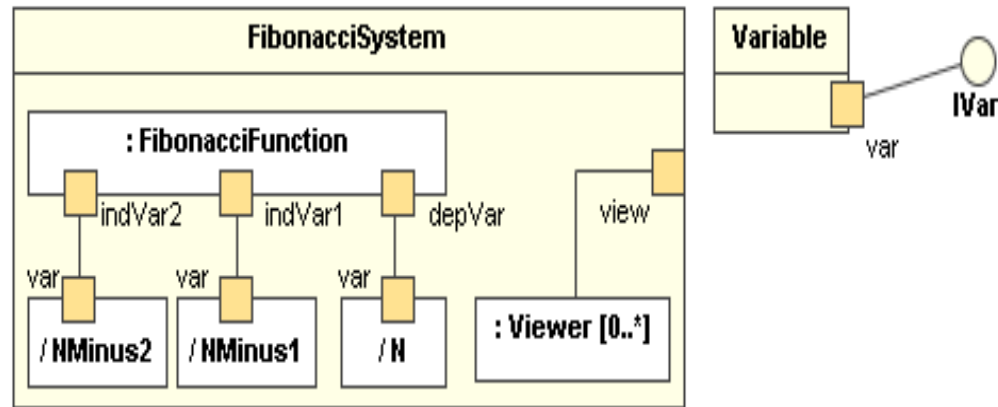 FibonacciSystem
Variable
IVar
var
: FibonacciFunction
indVar2
indVar1
depVar
view
var
var
var
/ NMinus2
/ NMinus1
/ N
: Viewer [0..*]